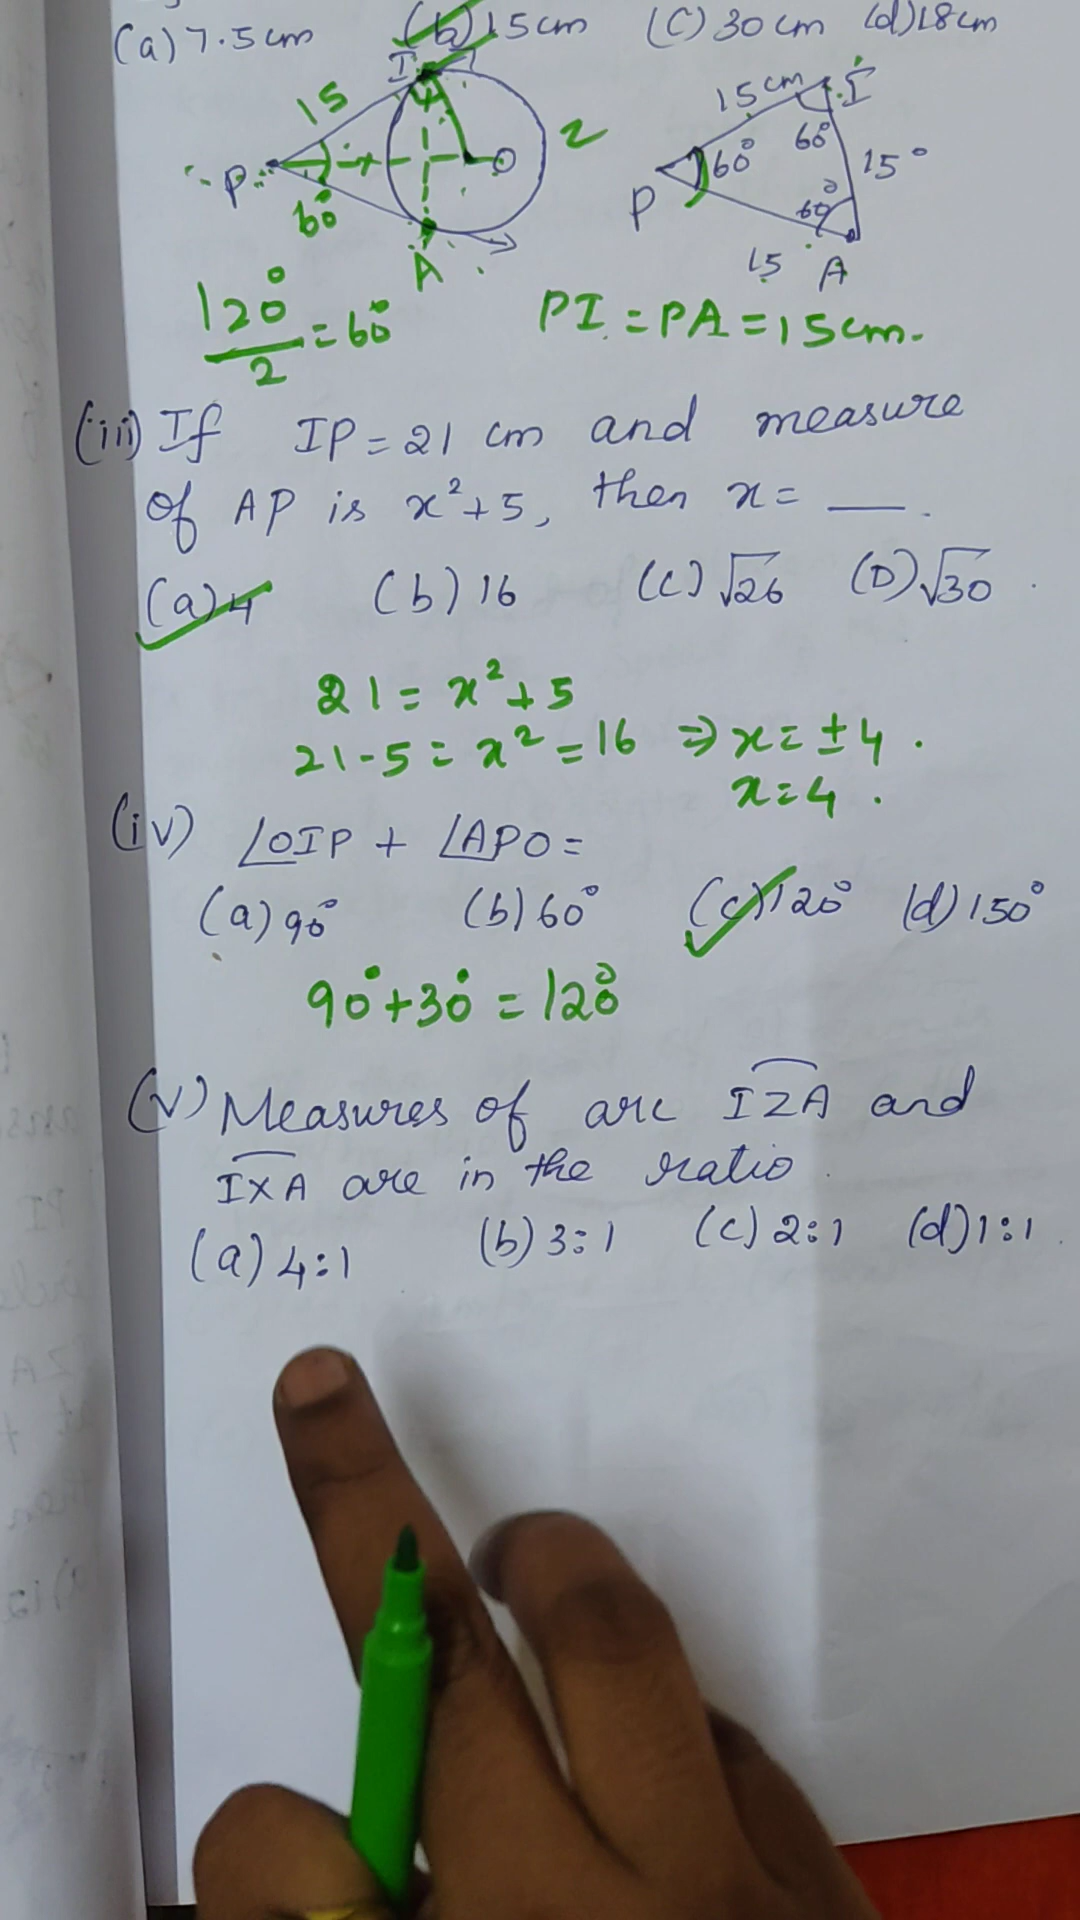 (a) 7.5 cm (b) 15 cm (c) 30 cm (d) 18 cm
I
15
P
60°
x
O
Z
A
15 cm I
60° 60° 15°
P
60°
15 A
120°/2 = 60°
PI = PA = 15 cm.
(iii) If IP = 21 cm and measure
of AP is x²+5, then x = __.
(a) 4 (b) 16 (c) √26 (D) √30
21 = x² + 5
21 - 5 = x² = 16 ⇒ x = ± 4 .
x = 4 .
(iv) ∠OIP + ∠APO =
(a) 90° (b) 60° (c) 120° (d) 150°
90° + 30° = 120°
(v) Measures of arc IZA and
IXA are in the ratio
(a) 4:1 (b) 3:1 (c) 2:1 (d) 1:1